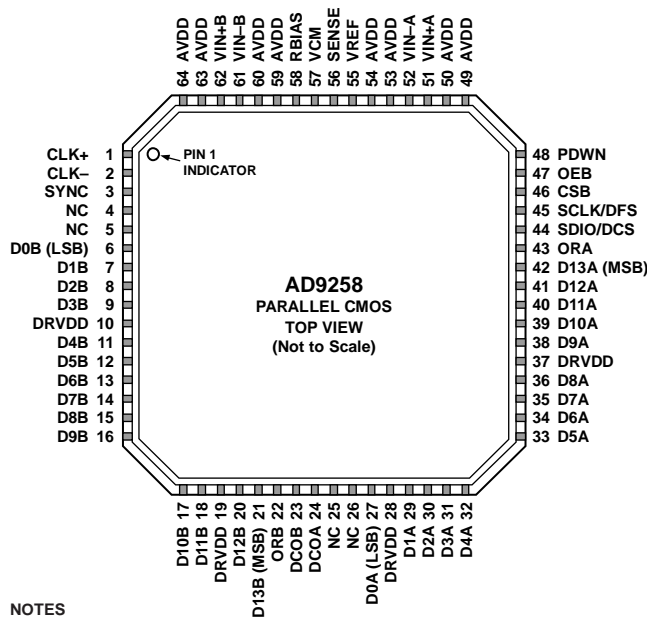 64 AVDD
63 AVDD
62 VIN+B
61 VIN–B
60 AVDD
59 AVDD
58 RBIAS
57 VCM
56 SENSE
55 VREF
54 AVDD
53 AVDD
52 VIN–A
51 VIN+A
50 AVDD
49 AVDD
CLK+ 1
CLK– 2
SYNC 3
NC 4
NC 5
D0B (LSB) 6
D1B 7
D2B 8
D3B 9
DRVDD 10
D4B 11
D5B 12
D6B 13
D7B 14
D8B 15
D9B 16
PIN 1
INDICATOR
AD9258
PARALLEL CMOS
TOP VIEW
(Not to Scale)
48 PDWN
47 OEB
46 CSB
45 SCLK/DFS
44 SDIO/DCS
43 ORA
42 D13A (MSB)
41 D12A
40 D11A
39 D10A
38 D9A
37 DRVDD
36 D8A
35 D7A
34 D6A
33 D5A
D10B 17
D11B 18
DRVDD 19
D12B 20
D13B (MSB) 21
ORB 22
DCOB 23
DCOA 24
NC 25
NC 26
D0A (LSB) 27
DRVDD 28
D1A 29
D2A 30
D3A 31
D4A 32
NOTES